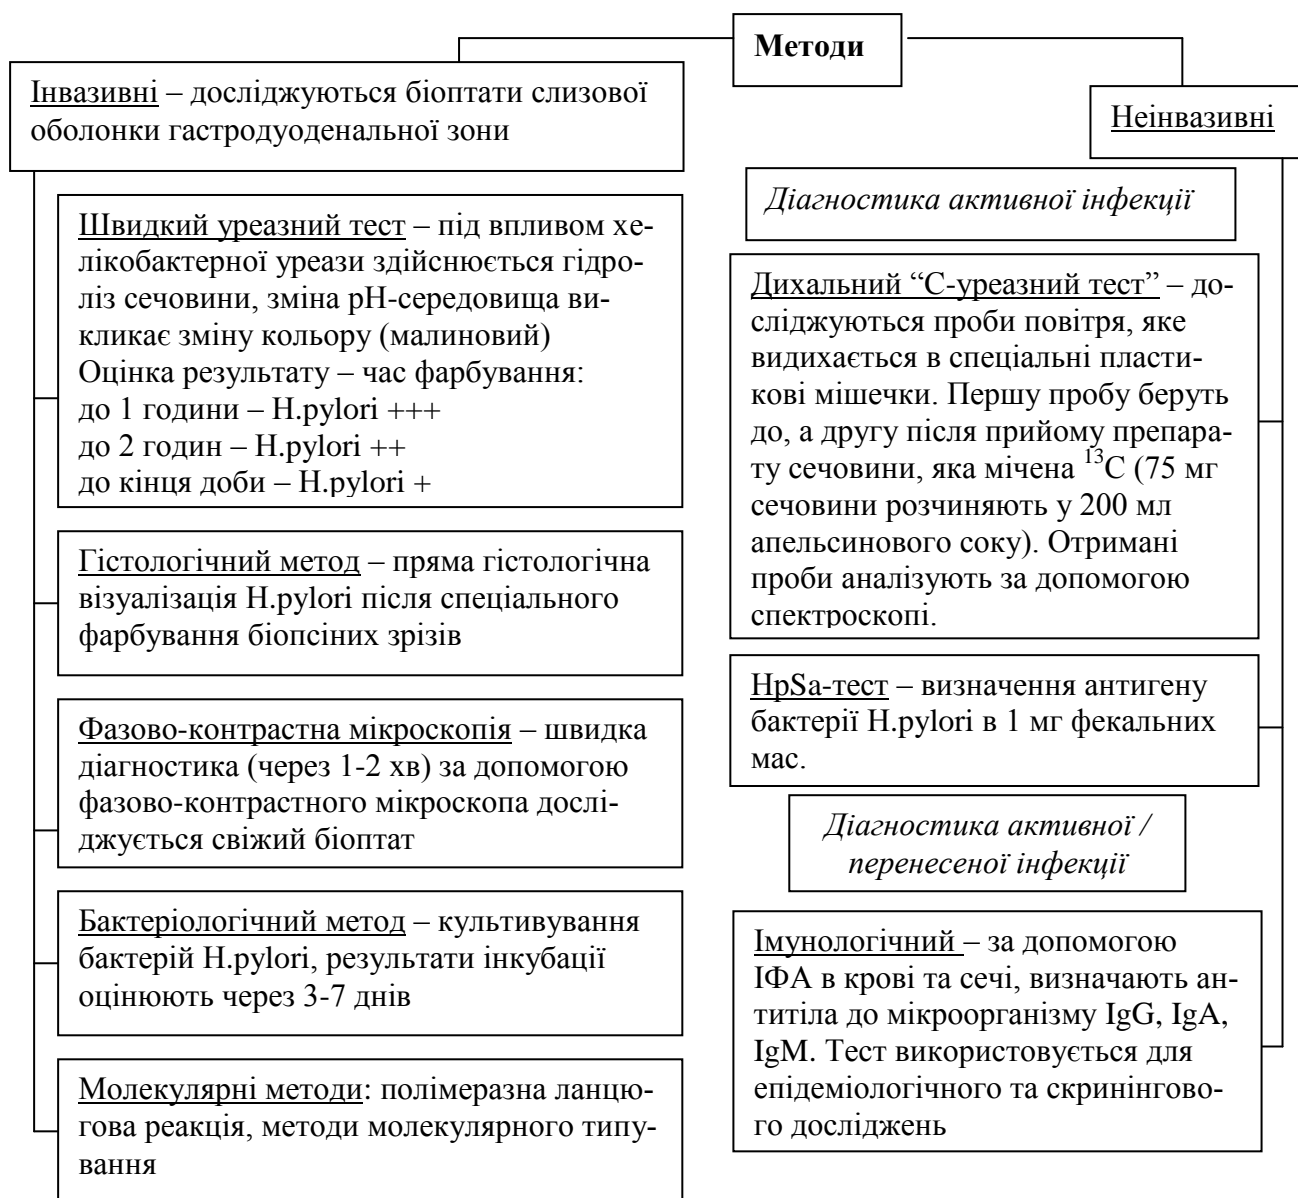 Методи
Інвазивні – досліджуються біоптати слизової
оболонки гастродуоденальної зони
Швидкий уреазний тест – під впливом хе-
лікобактерної уреази здійснюється гідро-
ліз сечовини, зміна рН-середовища ви-
кликає зміну кольору (малиновий)
Оцінка результату – час фарбування:
до 1 години – H.pylori +++
до 2 годин – H.pylori ++
до кінця доби – H.pylori +
Гістологічний метод – пряма гістологічна
візуалізація H.pylori після спеціального
фарбування біопсіних зрізів
Фазово-контрастна мікроскопія – швидка
діагностика (через 1-2 хв) за допомогою
фазово-контрастного мікроскопа дослі-
джується свіжий біоптат
Бактеріологічний метод – культивування
бактерій H.pylori, результати інкубації
оцінюють через 3-7 днів
Молекулярні методи: полімеразна ланцю-
гова реакція, методи молекулярного типу-
вання
Неінвазивні
Діагностика активної інфекції
Дихальний “С-уреазний тест” – до-
сліджуються проби повітря, яке
видихається в спеціальні пласти-
кові мішечки. Першу пробу беруть
до, а другу після прийому препара-
ту сечовини, яка мічена ¹³С (75 мг
сечовини розчиняють у 200 мл
апельсинового соку). Отримані
проби аналізують за допомогою
спектроскопі.
HpSa-тест – визначення антигену
бактерії H.pylori в 1 мг фекальних
мас.
Діагностика активної /
перенесеної інфекції
Імунологічний – за допомогою
ІФА в крові та сечі, визначають ан-
титіла до мікроорганізму IgG, IgA,
IgM. Тест використовується для
епідеміологічного та скринінгово-
го досліджень